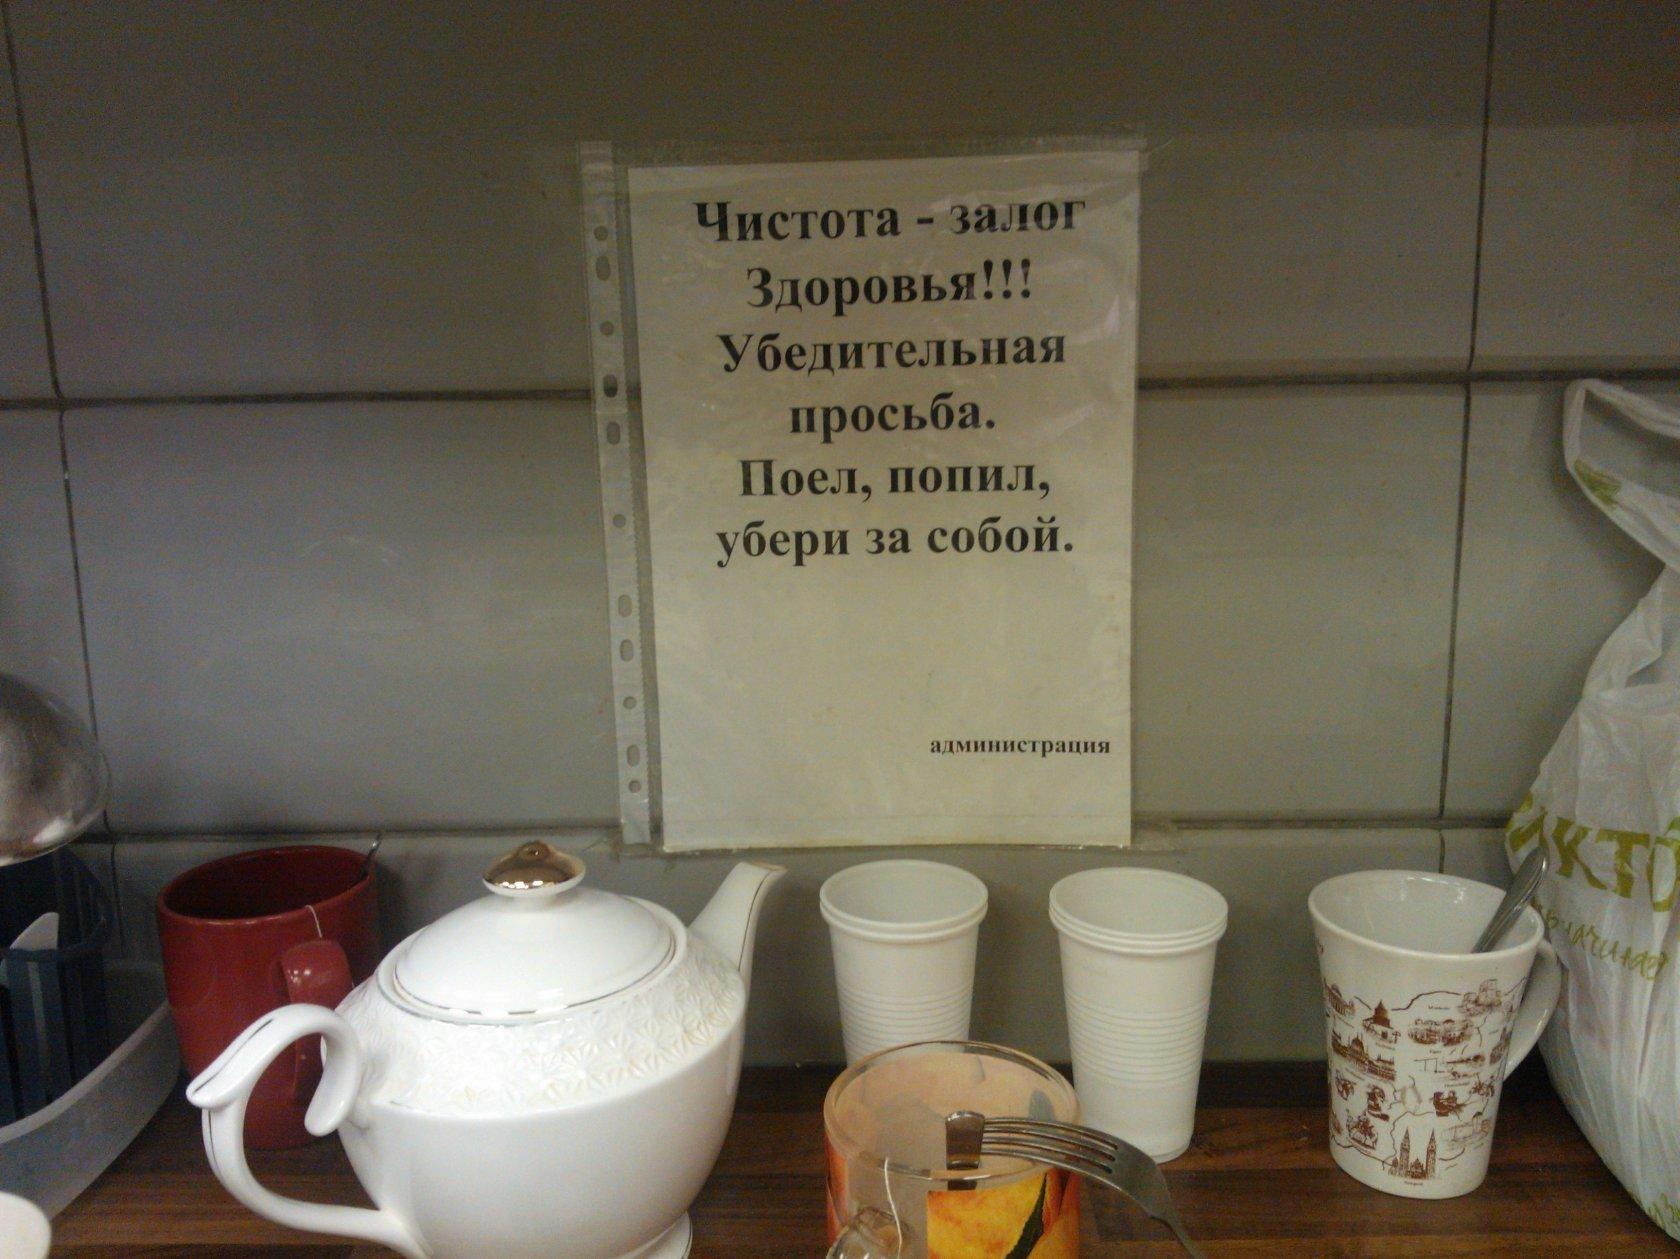 Чистота - залог
Здоровья!!!
Убедительная
просьба.
Поел, попил,
убери за собой.
администрация